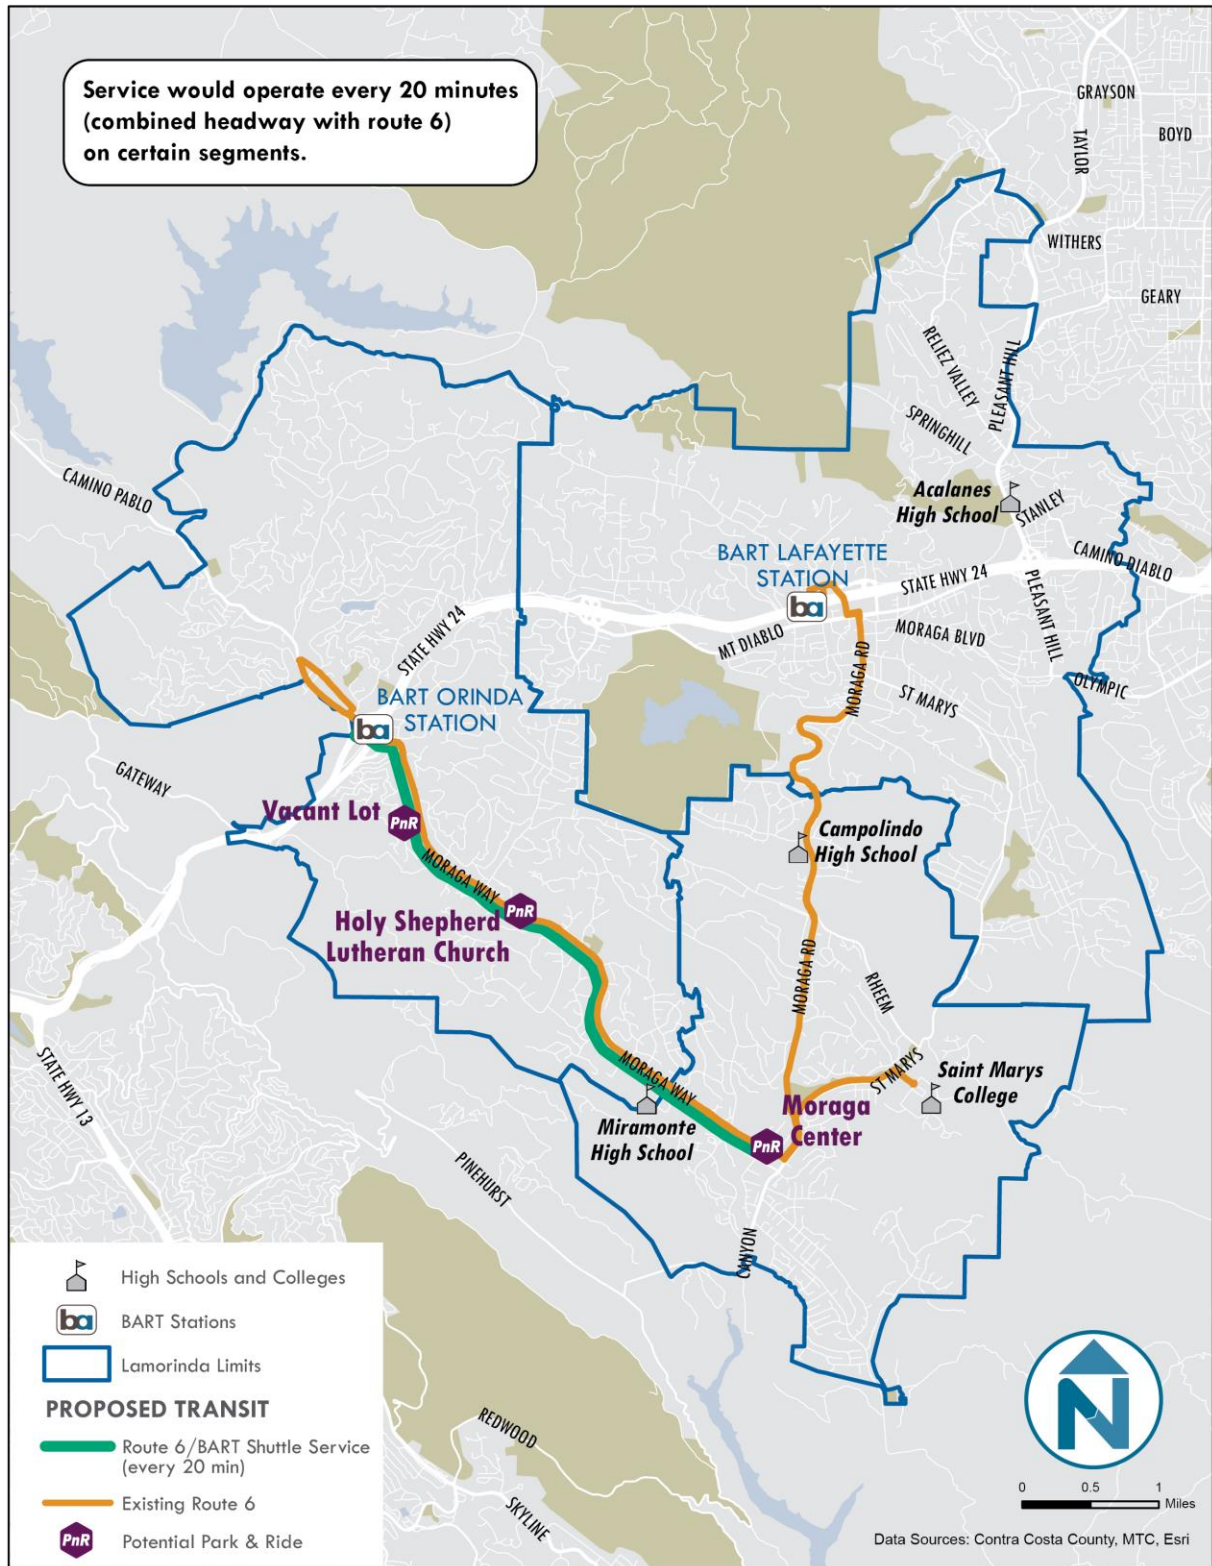 Service would operate every 20 minutes
(combined headway with route 6)
on certain segments.
GRAYSON
BOYD
TAYLOR
WITHERS
GEARY
RELIEZ VALLEY
PLEASANT HILL
SPRINGHILL
CAMINO PABLO
Acalanes
High School
STANLEY
BART LAFAYETTE
STATION
ba
STATE HWY 24
CAMINO DIABLO
PLEASANT HILL
MT DIABLO
MORAGA BLVD
STATE HWY 24
MORAGA RD
ST MARYS
OLYMPIC
BART ORINDA
STATION
ba
GATEWAY
Vacant Lot
PnR
Campolindo
High School
MORAGA WAY
Holy Shepherd
Lutheran Church
PnR
MORAGA RD
RHEEM
STATE HWY 13
MORAGA WAY
ST MARYS
Saint Marys
College
Moraga
Center
PnR
Miramonte
High School
PINEHURST
CANYON
High Schools and Colleges
ba
BART Stations
Lamorinda Limits
PROPOSED TRANSIT
Route 6/BART Shuttle Service
(every 20 min)
Existing Route 6
PnR
Potential Park & Ride
REDWOOD
SKYLINE
N
0 0.5 1
Miles
Data Sources: Contra Costa County, MTC, Esri